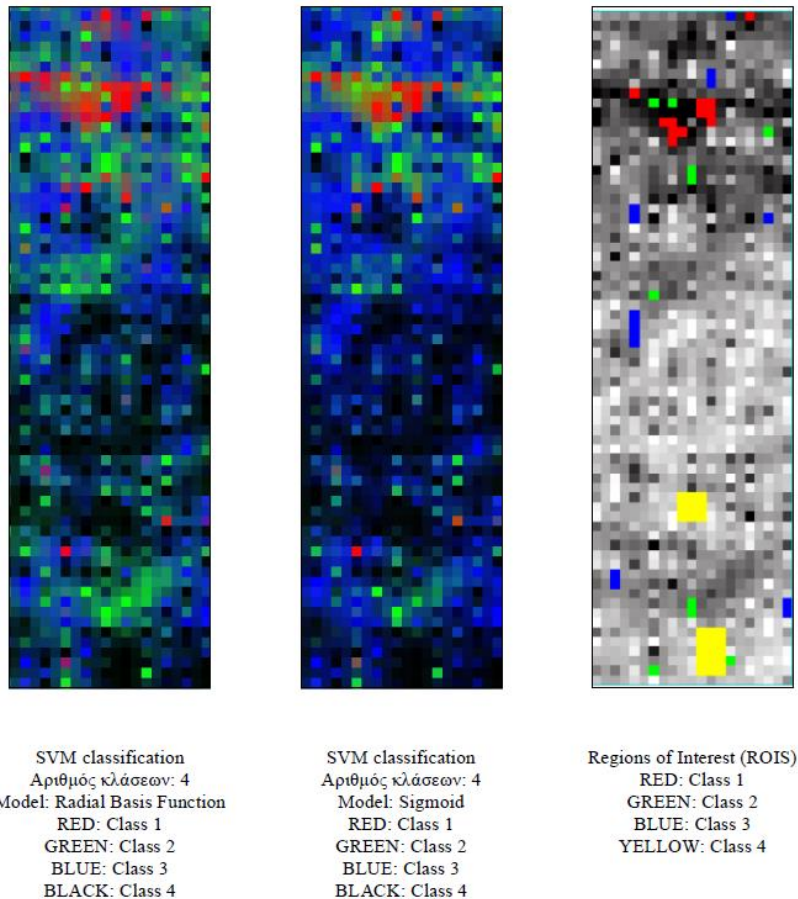 SVM classification
Αριθμός κλάσεων: 4
Model: Radial Basis Function
RED: Class 1
GREEN: Class 2
BLUE: Class 3
BLACK: Class 4
SVM classification
Αριθμός κλάσεων: 4
Model: Sigmoid
RED: Class 1
GREEN: Class 2
BLUE: Class 3
BLACK: Class 4
Regions of Interest (ROIS)
RED: Class 1
GREEN: Class 2
BLUE: Class 3
YELLOW: Class 4